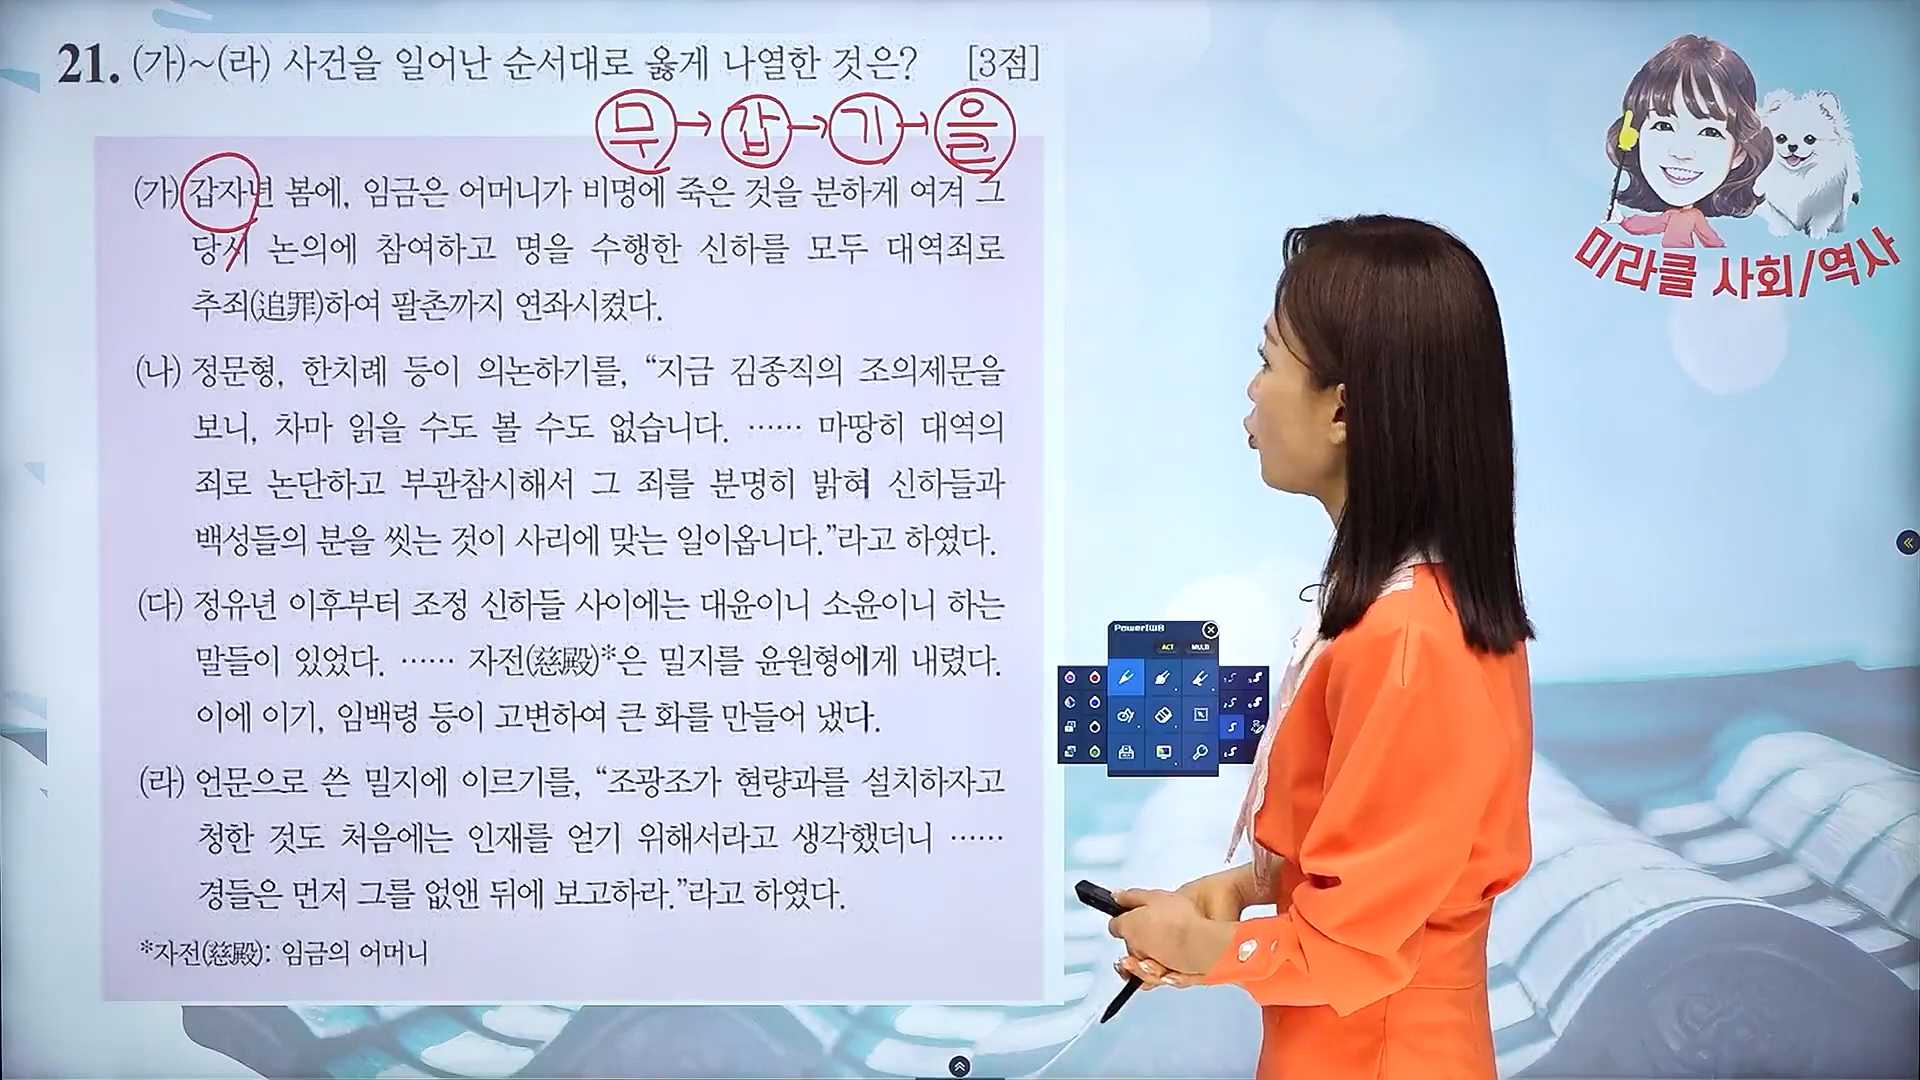 21. (가)~(라) 사건을 일어난 순서대로 옳게 나열한 것은? [3점]
무→갑→기→을
(가) 갑자년 봄에, 임금은 어머니가 비명에 죽은 것을 분하게 여겨 그
당시 논의에 참여하고 명을 수행한 신하를 모두 대역죄로
추죄(追罪)하여 팔촌까지 연좌시켰다.
(나) 정문형, 한치례 등이 의논하기를, “지금 김종직의 조의제문을
보니, 차마 읽을 수도 볼 수도 없습니다. …… 마땅히 대역의
죄로 논단하고 부관참시해서 그 죄를 분명히 밝혀 신하들과
백성들의 분을 씻는 것이 사리에 맞는 일이옵니다.”라고 하였다.
(다) 정유년 이후부터 조정 신하들 사이에는 대윤이니 소윤이니 하는
말들이 있었다. …… 자전(慈殿)*은 밀지를 윤원형에게 내렸다.
이에 이기, 임백령 등이 고변하여 큰 화를 만들어 냈다.
(라) 언문으로 쓴 밀지에 이르기를, “조광조가 현량과를 설치하자고
청한 것도 처음에는 인재를 얻기 위해서라고 생각했더니 ……
경들은 먼저 그를 없앤 뒤에 보고하라.”라고 하였다.
*자전(慈殿): 임금의 어머니
미라클 사회/역사
PowerIWB
ACT MULTI